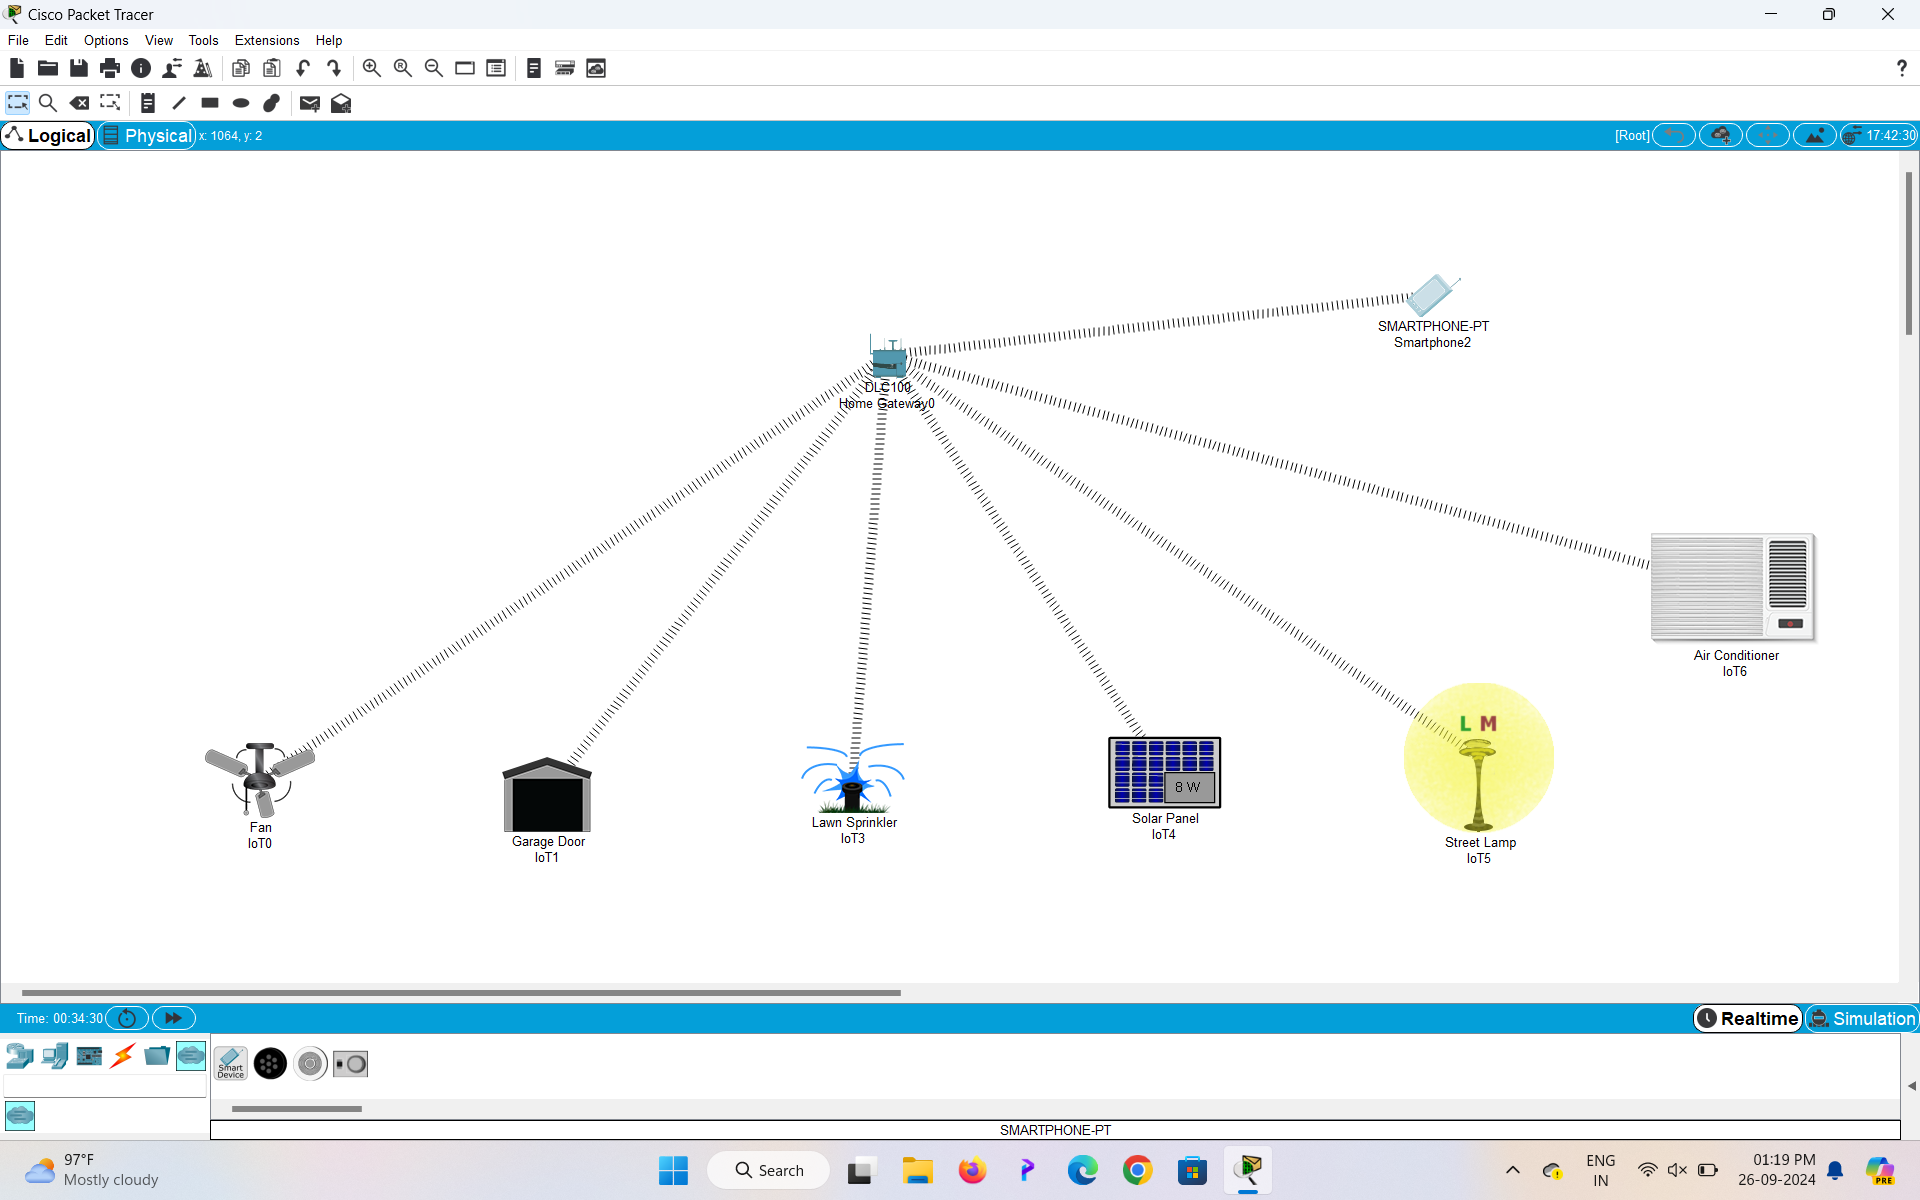 Cisco Packet Tracer
File Edit Options View Tools Extensions Help
?
Logical Physical x: 1064, y: 2 [Root] 17:42:30
SMARTPHONE-PT
Smartphone2
DLC100
Home Gateway0
Air Conditioner
IoT6
L M
8 W
Fan
IoT0
Garage Door
IoT1
Lawn Sprinkler
IoT3
Solar Panel
IoT4
Street Lamp
IoT5
Time: 00:34:30 Realtime Simulation
Smart
Device
SMARTPHONE-PT
97°F
Mostly cloudy
Search
ENG
IN
01:19 PM
26-09-2024
PRE